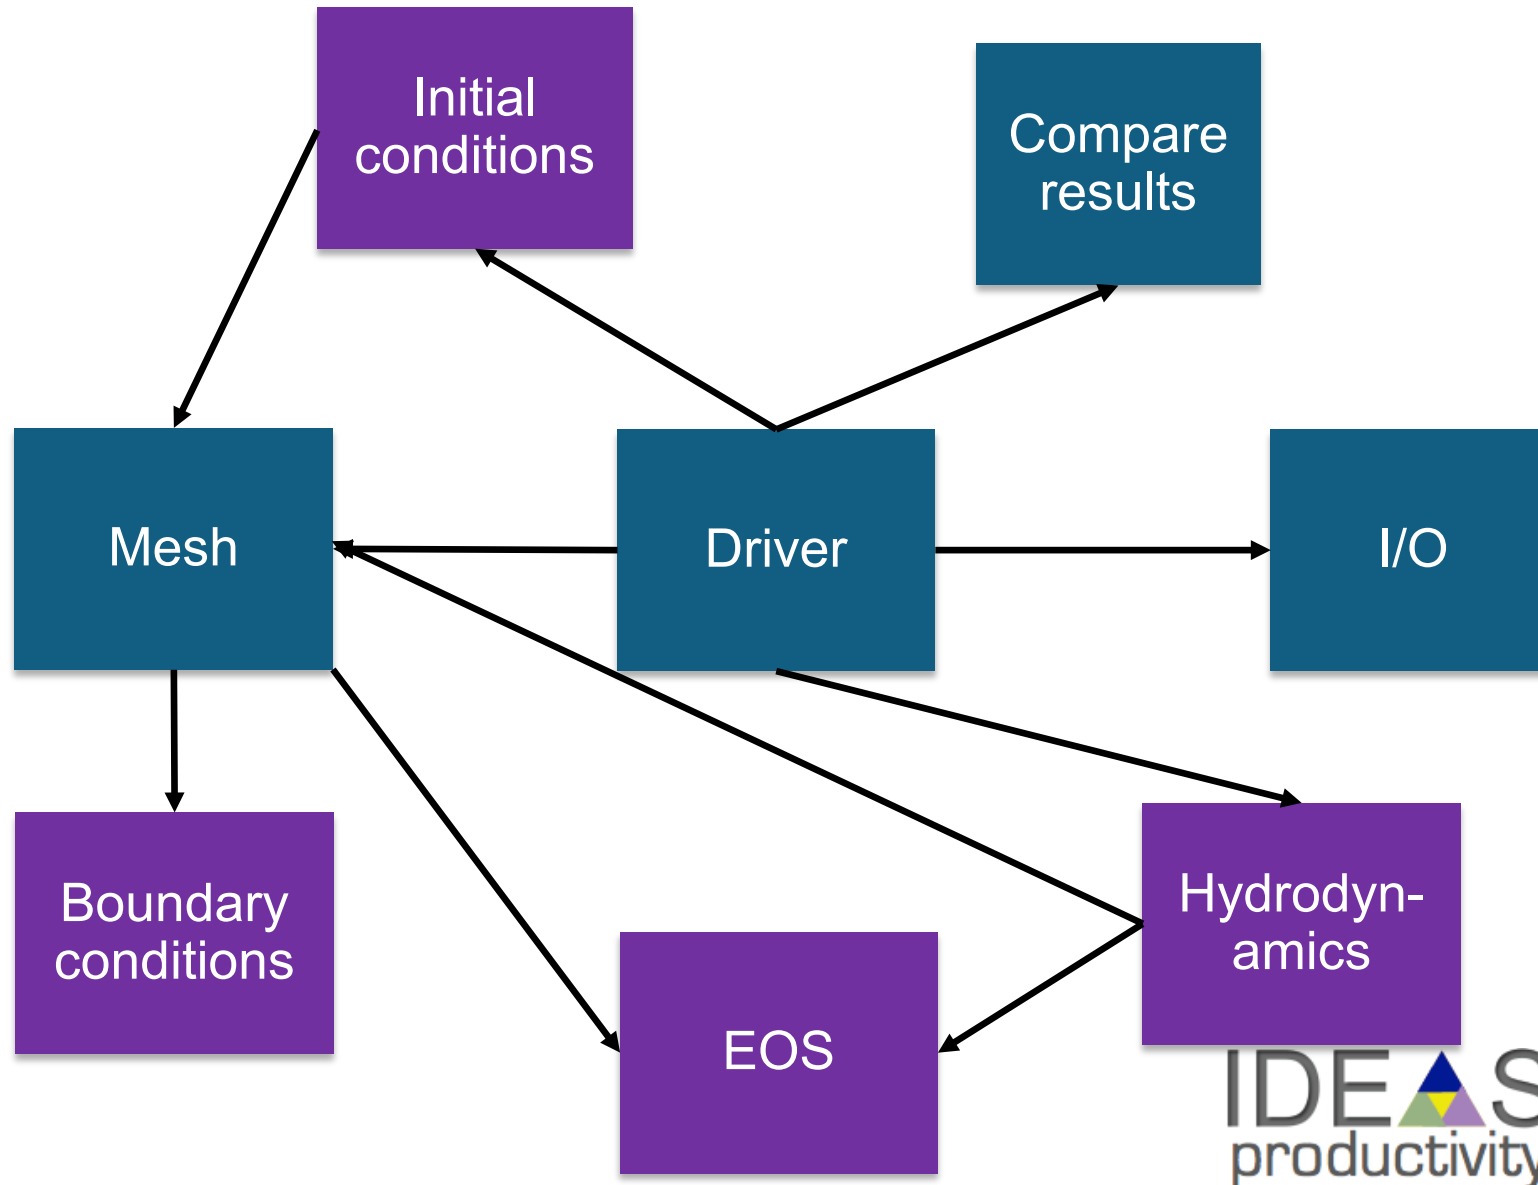 Initial
conditions
Compare
results
Mesh
Driver
I/O
Boundary
conditions
EOS
Hydrodyn-
amics
IDEAS
productivity